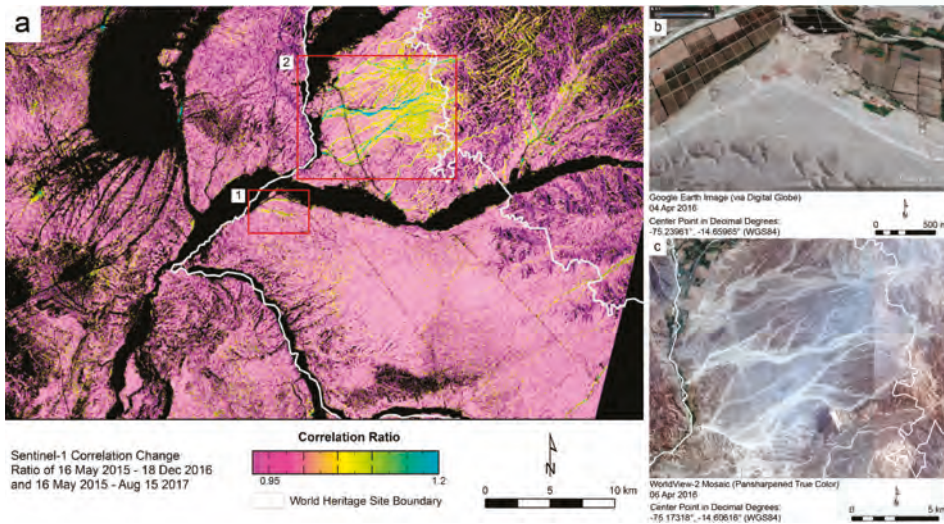 a
2
1
Sentinel-1 Correlation Change
Ratio of 16 May 2015 - 18 Dec 2016
and 16 May 2015 - Aug 15 2017
Correlation Ratio
0.95
1.2
World Heritage Site Boundary
N
0
5
10 km
b
Google Earth Image (via Digital Globe)
04 Apr 2016
Center Point in Decimal Degrees:
-75.23961°, -14.65965° (WGS84)
0
500 m
c
WorldView-2 Mosaic (Pansharpened True Color)
06 Apr 2016
Center Points in Decimal Degrees:
-75.17318°, -14.60616° (WGS84)
0
5 km